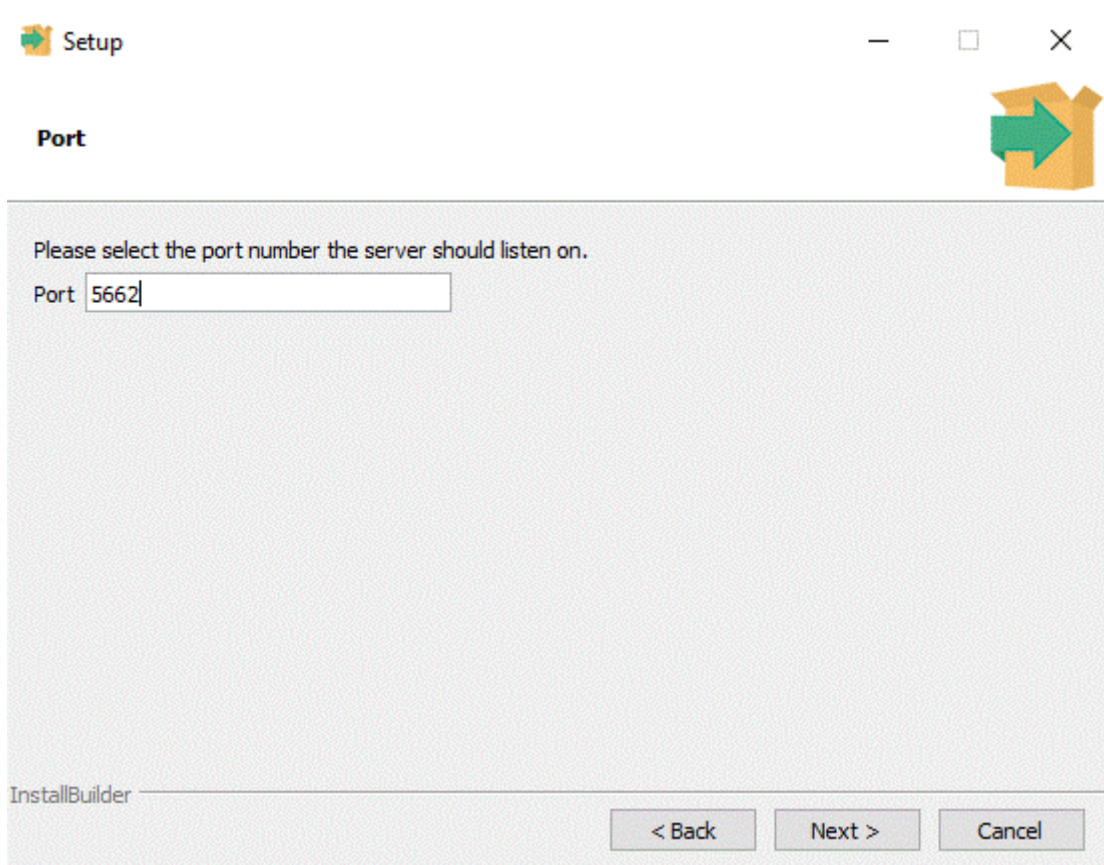 Setup
Port
Please select the port number the server should listen on.
Port 5662
InstallBuilder
< Back Next > Cancel